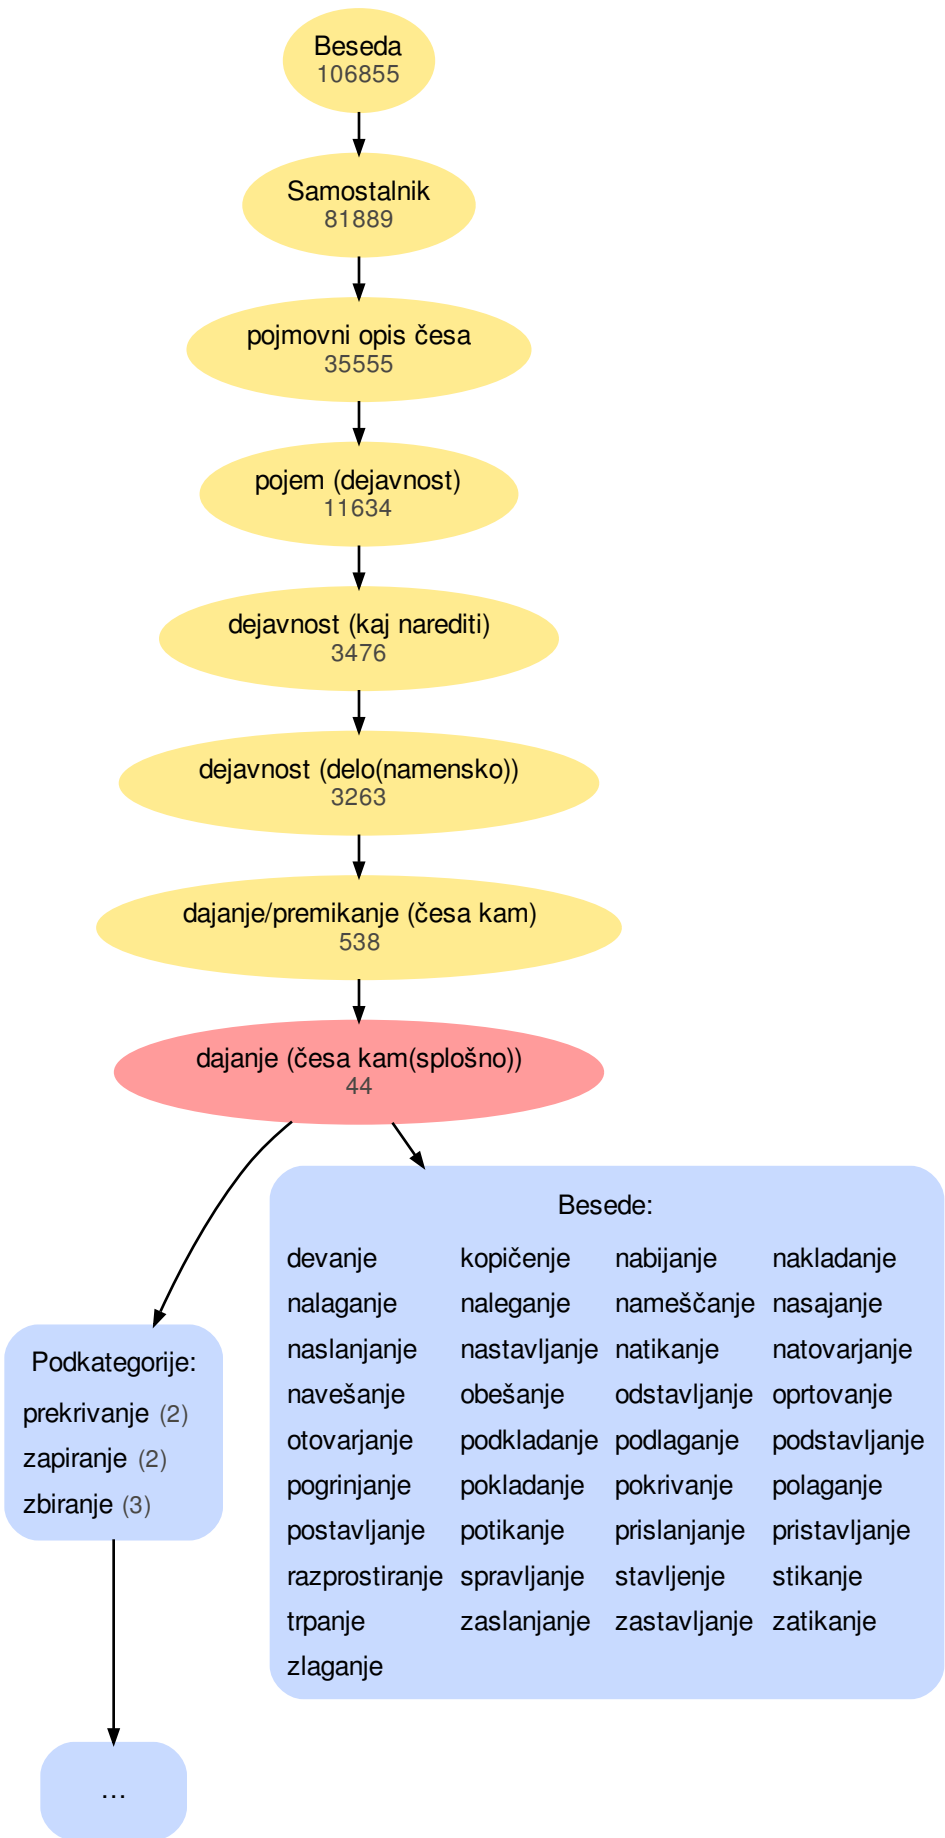 Beseda
106855
Samostalnik
81889
pojmovni opis česa
35555
pojem (dejavnost)
11634
dejavnost (kaj narediti)
3476
dejavnost (delo(namensko))
3263
dajanje/premikanje (česa kam)
538
dajanje (česa kam(splošno))
44
Podkategorije:
prekrivanje (2)
zapiranje (2)
zbiranje (3)
...
Besede:
devanje kopičenje nabijanje nakladanje
nalaganje naleganje nameščanje nasajanje
naslanjanje nastavljanje natikanje natovarjanje
navešanje obešanje odstavljanje oprtovanje
otovarjanje podkladanje podlaganje podstavljanje
pogrinjanje pokladanje pokrivanje polaganje
postavljanje potikanje prislanjanje pristavljanje
razprostiranje spravljanje stavljenje stikanje
trpanje zaslanjanje zastavljanje zatikanje
zlaganje